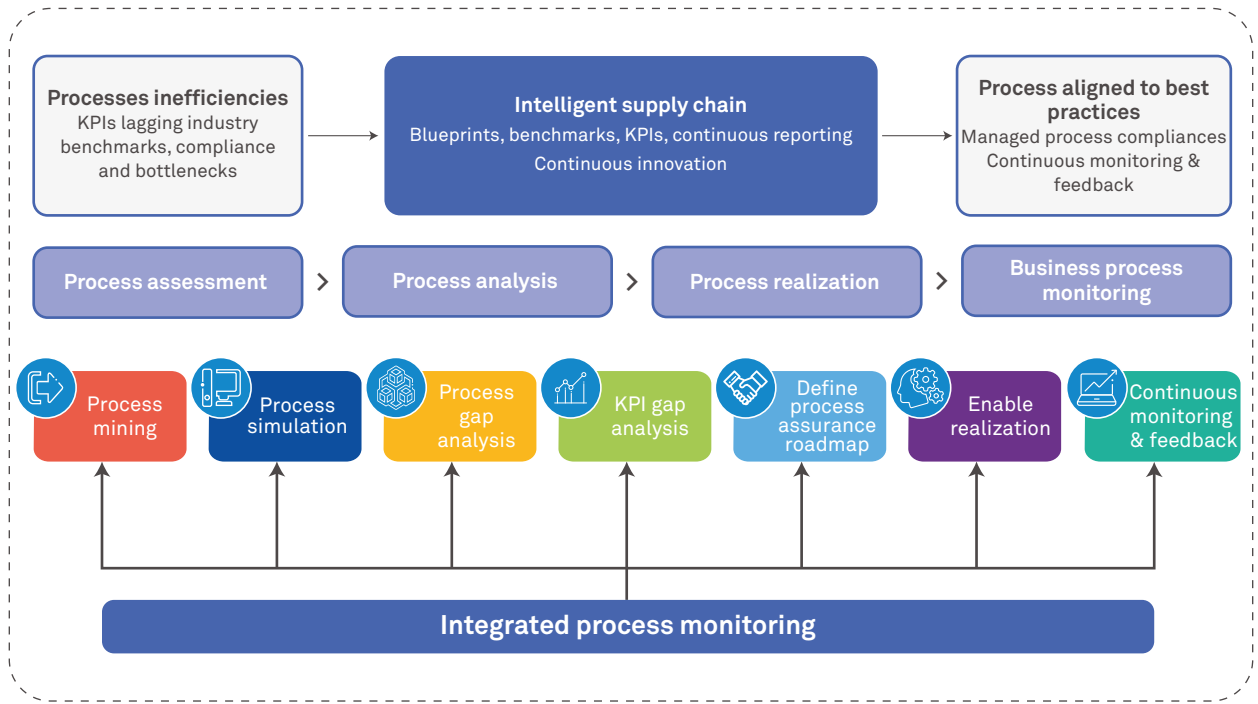 Processes inefficiencies
KPIs lagging industry
benchmarks, compliance
and bottlenecks
Intelligent supply chain
Blueprints, benchmarks, KPIs, continuous reporting
Continuous innovation
Process aligned to best
practices
Managed process compliances
Continuous monitoring &
feedback
Process assessment
Process analysis
Process realization
Business process
monitoring
Process
mining
Process
simulation
Process
gap
analysis
KPI gap
analysis
Define
process
assurance
roadmap
Enable
realization
Continuous
monitoring
& feedback
Integrated process monitoring